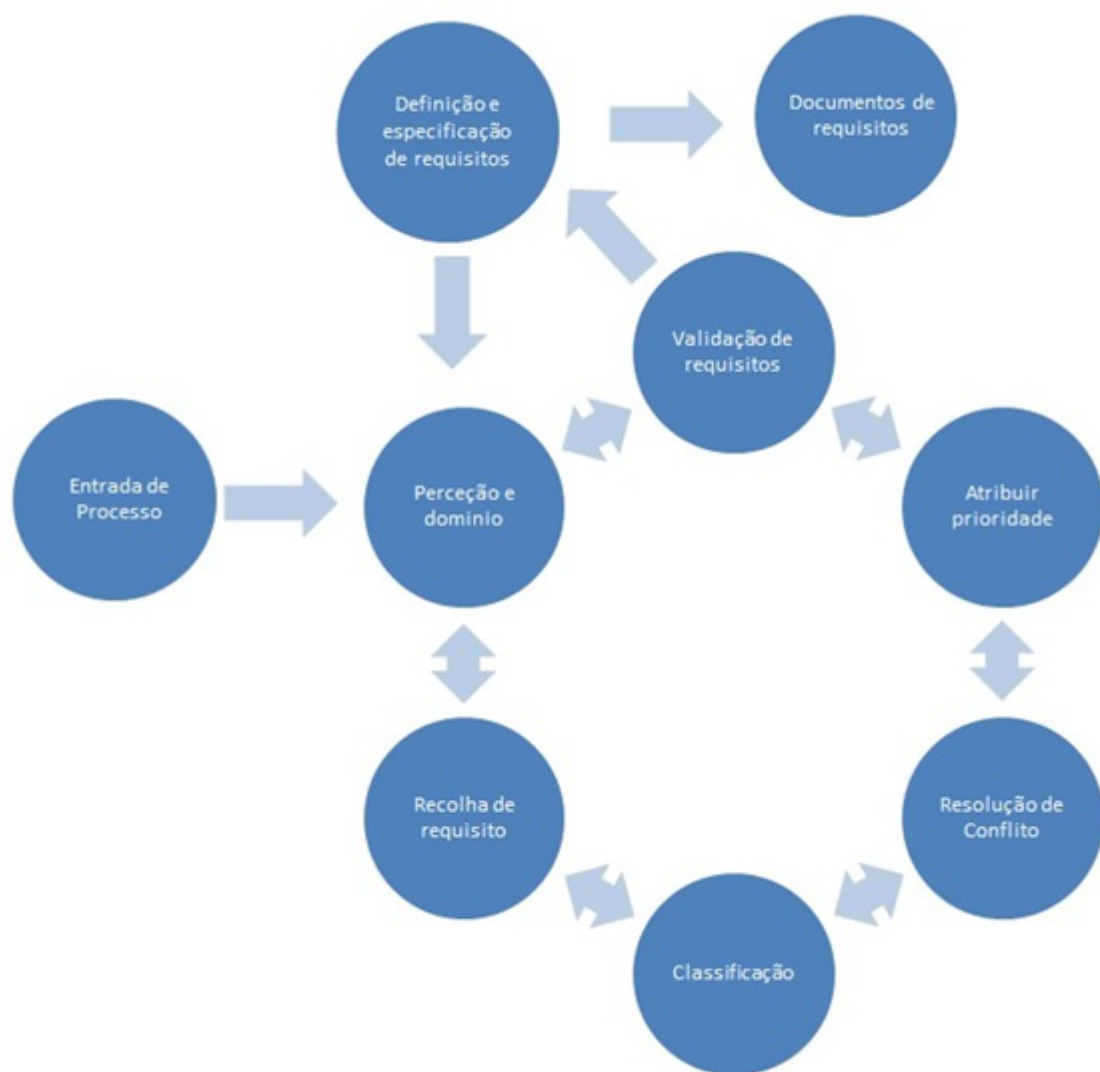 Definição e
especificação
de requisitos
Documentos de
requisitos
Validação de
requisitos
Entrada de
Processo
Perceção e
dominio
Atribuir
prioridade
Recolha de
requisito
Resolução de
Conflito
Classificação